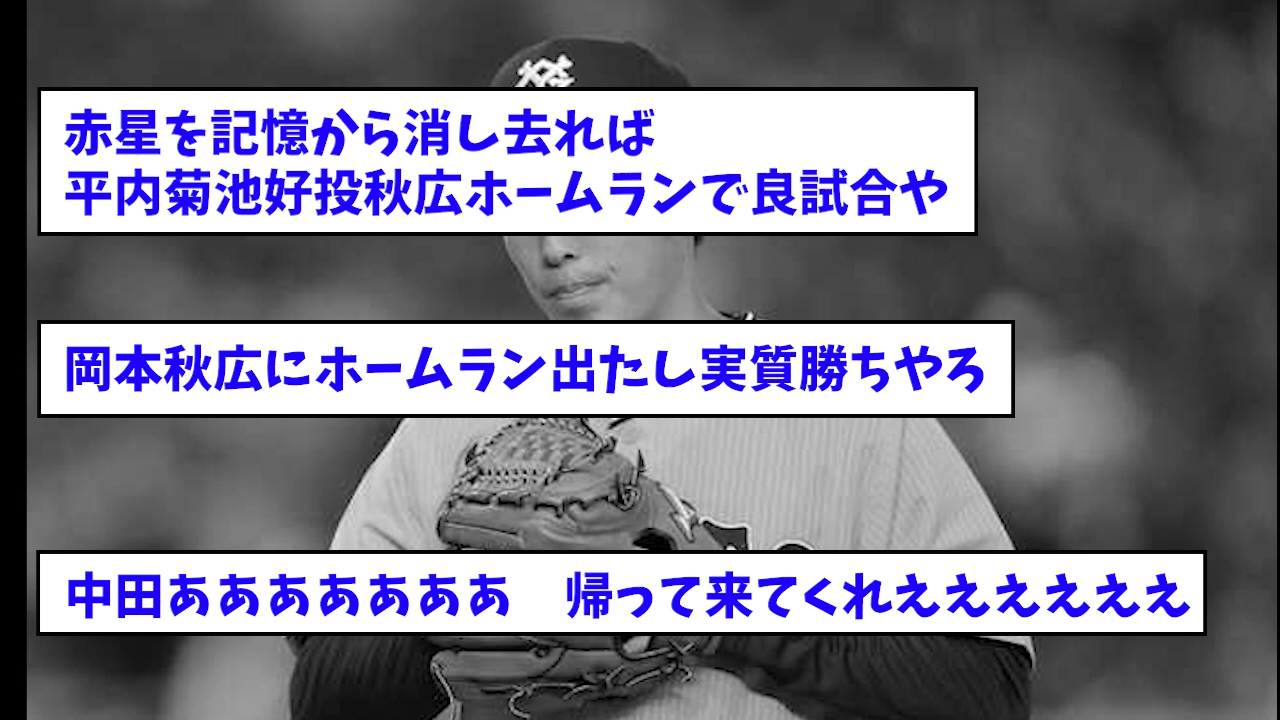 赤星を記憶から消し去れば
平内菊池好投秋広ホームランで良試合や
岡本秋広にホームラン出たし実質勝ちやろ
中田あああああああ　帰って来てくれええええええ